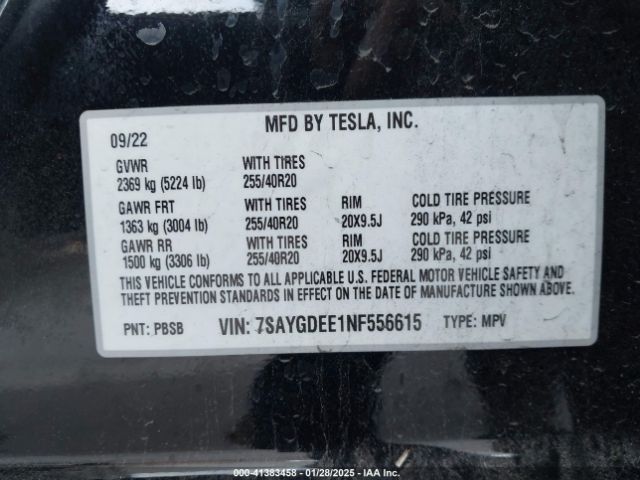 MFD BY TESLA, INC.
09/22
GVWR WITH TIRES
2369 kg (5224 lb) 255/40R20
GAWR FRT WITH TIRES RIM COLD TIRE PRESSURE
1363 kg (3004 lb) 255/40R20 20X9.5J 290 kPa, 42 psi
GAWR RR WITH TIRES RIM COLD TIRE PRESSURE
1500 kg (3306 lb) 255/40R20 20X9.5J 290 kPa, 42 psi
THIS VEHICLE CONFORMS TO ALL APPLICABLE U.S. FEDERAL MOTOR VEHICLE SAFETY AND
THEFT PREVENTION STANDARDS IN EFFECT ON THE DATE OF MANUFACTURE SHOWN ABOVE.
PNT: PBSB VIN: 7SAYGDEE1NF556615 TYPE: MPV
000-41383458 - 01/28/2025 - IAA Inc.